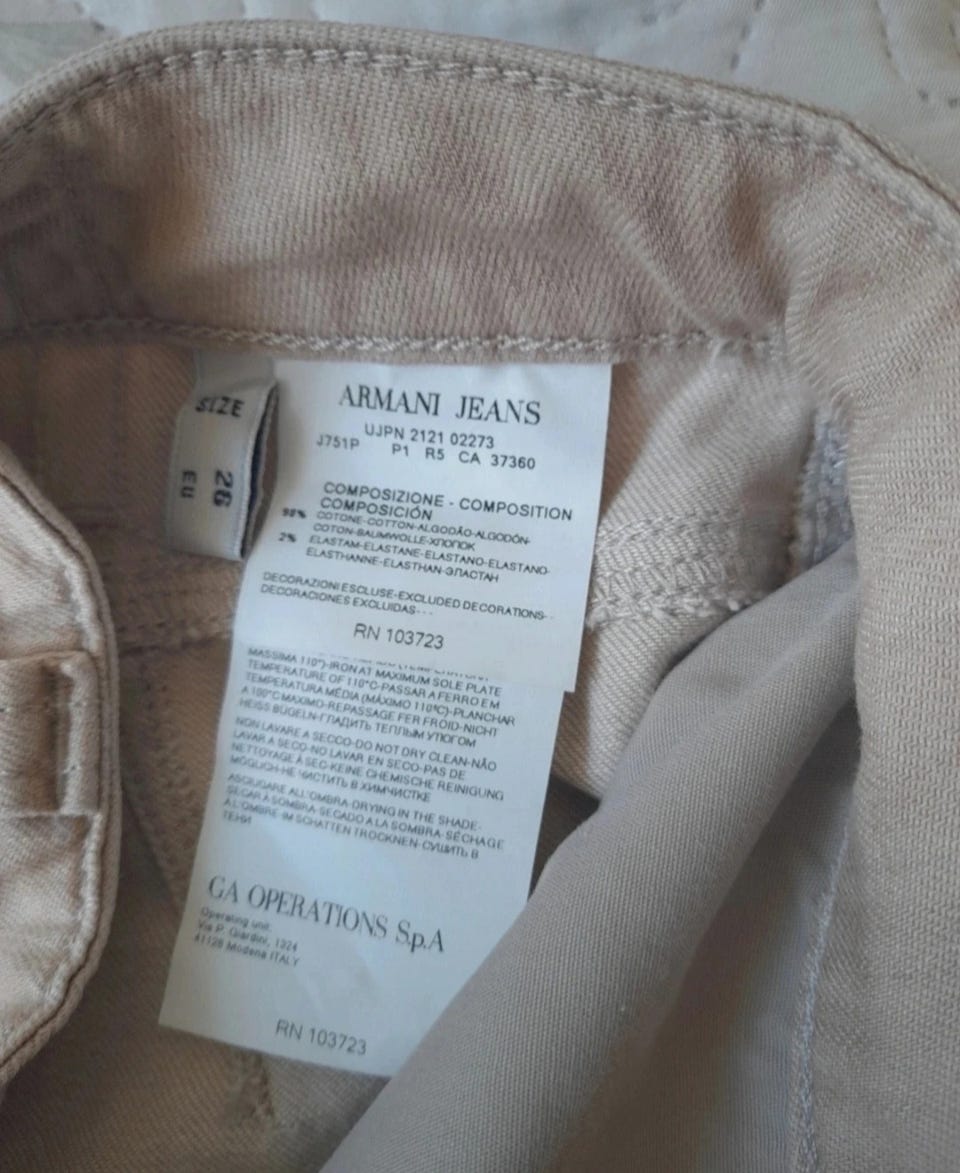 SIZE
26
EU
ARMANI JEANS
UJPN 2121 02273
J751P P1 R5 CA 37360
COMPOSIZIONE - COMPOSITION
COMPOSICIÓN
98% COTONE-COTTON-ALGODÃO-ALGODÓN-
COTON-BAUMWOLLE-ХЛОПОК
2% ELASTAM-ELASTANE-ELASTANO-ELASTANO-
ELASTHANNE-ELASTHAN-ЭЛАСТАН
DECORAZIONI ESCLUSE-EXCLUDED DECORATIONS-
DECORACIONES EXCLUIDAS---
RN 103723
MASSIMA 110°)-IRON AT MAXIMUM SOLE PLATE
TEMPERATURE OF 110°C-PASSAR A FERRO EM
TEMPERATURA MÉDIA (MÁXIMO 110°C)-PLANCHAR
A 100°C MAXIMO-REPASSAGE FER FROID-NICHT
HEISS BÜGELN-ГЛАДИТЬ ТЕПЛЫМ УТЮГОМ
NON LAVARE A SECCO-DO NOT DRY CLEAN-NÃO
LAVAR A SECO-NO LAVAR EN SECO-PAS DE
NETTOYAGE À SEC-KEINE CHEMISCHE REINIGUNG
MÖGLICH-НЕ ЧИСТИТЬ В ХИМЧИСТКЕ
ASCIUGARE ALL'OMBRA-DRYING IN THE SHADE-
SECAR À SOMBRA-SECADO A LA SOMBRA-SÉCHAGE
À L'OMBRE-IM SCHATTEN TROCKNEN-СУШИТЬ В
ТЕНИ
GA OPERATIONS S.p.A
Operating unit:
Via P. Giardini, 1324
41126 Modena ITALY
RN 103723